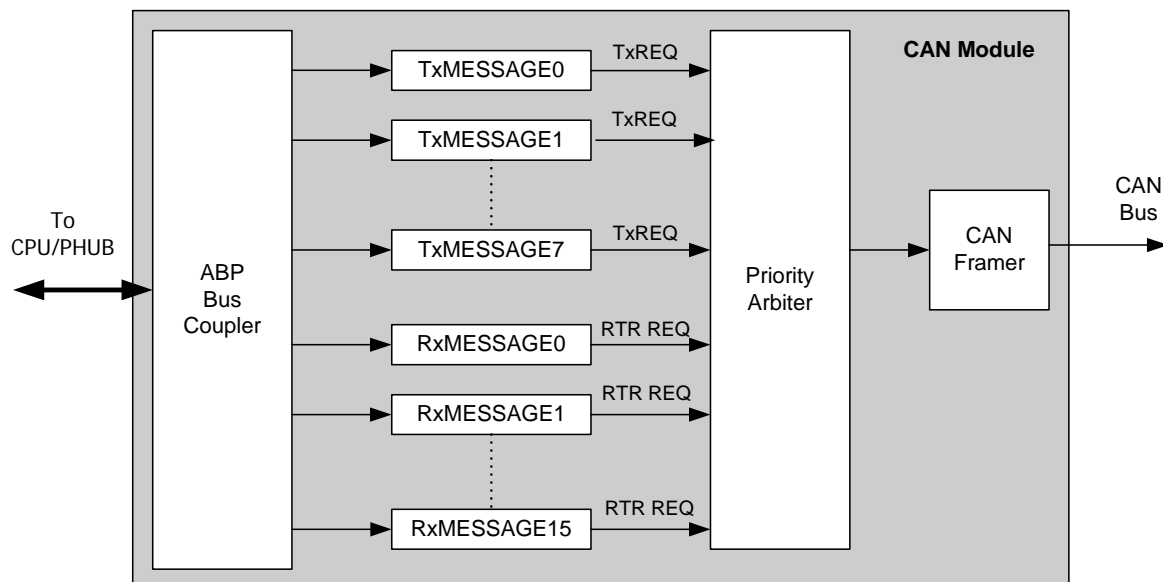 CAN Module
TxMESSAGE0
TxREQ
TxMESSAGE1
TxREQ
TxMESSAGE7
TxREQ
To
CPU/PHUB
ABP
Bus
Coupler
RxMESSAGE0
RTR REQ
RxMESSAGE1
RTR REQ
RxMESSAGE15
RTR REQ
Priority
Arbiter
CAN
Framer
CAN
Bus